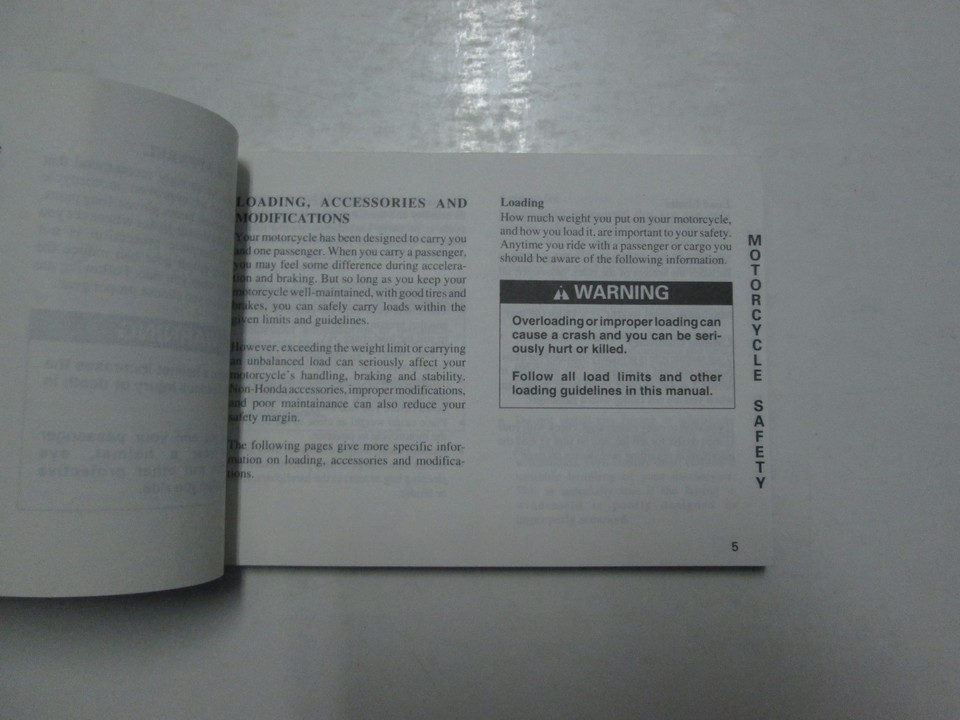 LOADING, ACCESSORIES AND
MODIFICATIONS
Your motorcycle has been designed to carry you
and one passenger. When you carry a passenger,
you may feel some difference during accelera-
tion and braking. But so long as you keep your
motorcycle well-maintained, with good tires and
brakes, you can safely carry loads within the
given limits and guidelines.
However, exceeding the weight limit or carrying
an unbalanced load can seriously affect your
motorcycle's handling, braking and stability.
Non-Honda accessories, improper modifications,
and poor maintainance can also reduce your
safety margin.
The following pages give more specific infor-
mation on loading, accessories and modifica-
tions.
Loading
How much weight you put on your motorcycle,
and how you load it, are important to your safety.
Anytime you ride with a passenger or cargo you
should be aware of the following information.
WARNING
Overloading or improper loading can
cause a crash and you can be seri-
ously hurt or killed.
Follow all load limits and other
loading guidelines in this manual.
MOTORCYCLE SAFETY
5